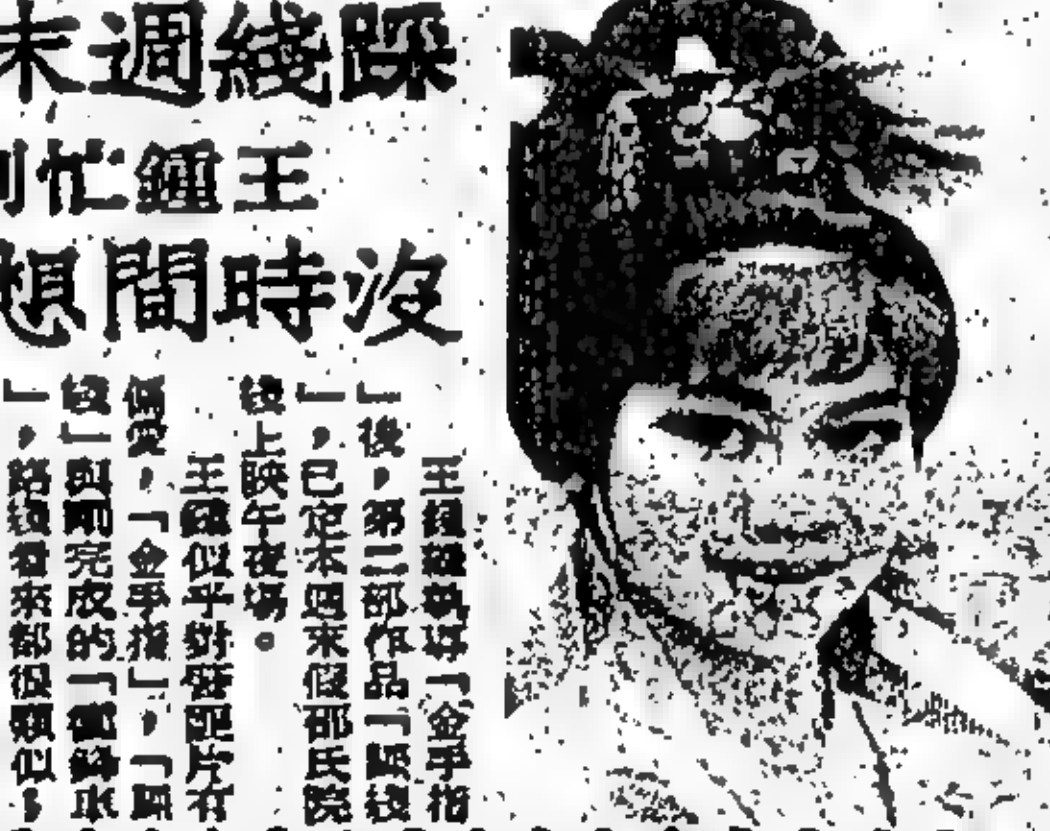 踩綫週末
王鍾忙
沒時間想
王鍾繼執導「金手指
」後，第二部作品「踩綫
」，已定本週末假邵氏院
綫上映午夜場。
王鍾似乎對警匪片有
偏愛，「金手指」，「踩
綫」與剛完成的「
」，路綫看來都很類似，